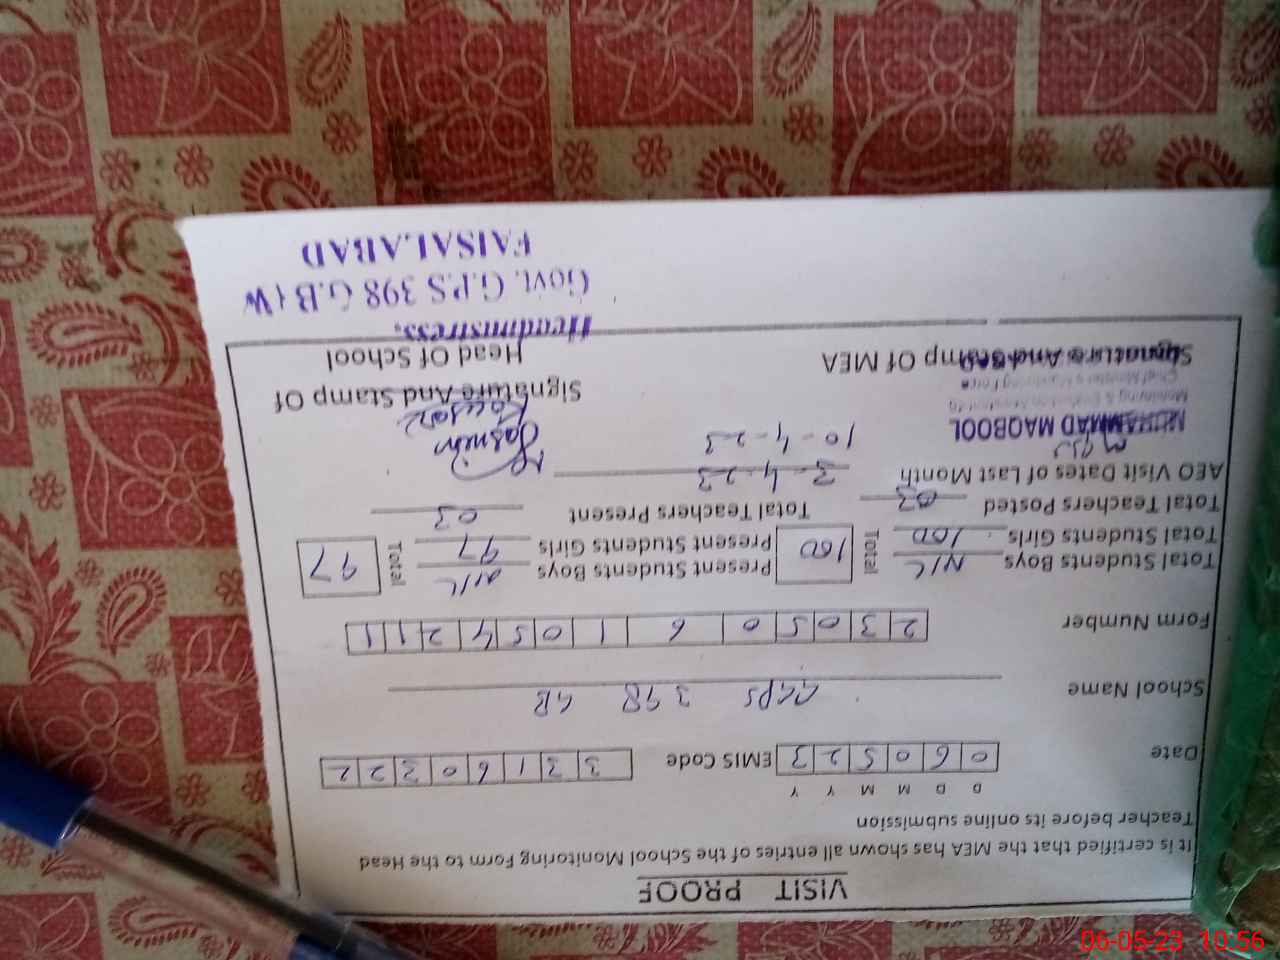 VISIT PROOF
It is certified that the MEA has shown all entries of the School Monitoring Form to the Head
Teacher before its online submission
D D M M Y Y
Date 0 6 0 5 2 3 EMIS Code 3 3 1 6 0 3 2 2
School Name GGPS 398 GB
Form Number 2 3 0 5 0 6 1 0 5 4 2 1 1
Total Students Boys N/L Total 100 Present Students Boys N/L Total 97
Total Students Girls 100 Present Students Girls 97
Total Teachers Posted 03 Total Teachers Present 03
AEO Visit Dates of Last Month 3-4-23
10-4-23
MUHAMMAD MAQBOOL
Yasmin
Kousar
Signature And Stamp Of MEA
Signature And Stamp Of
Head Of School
Headmistress.
Govt. G.P.S 398 G.B (W
FAISALABAD
06-05-23 10:56